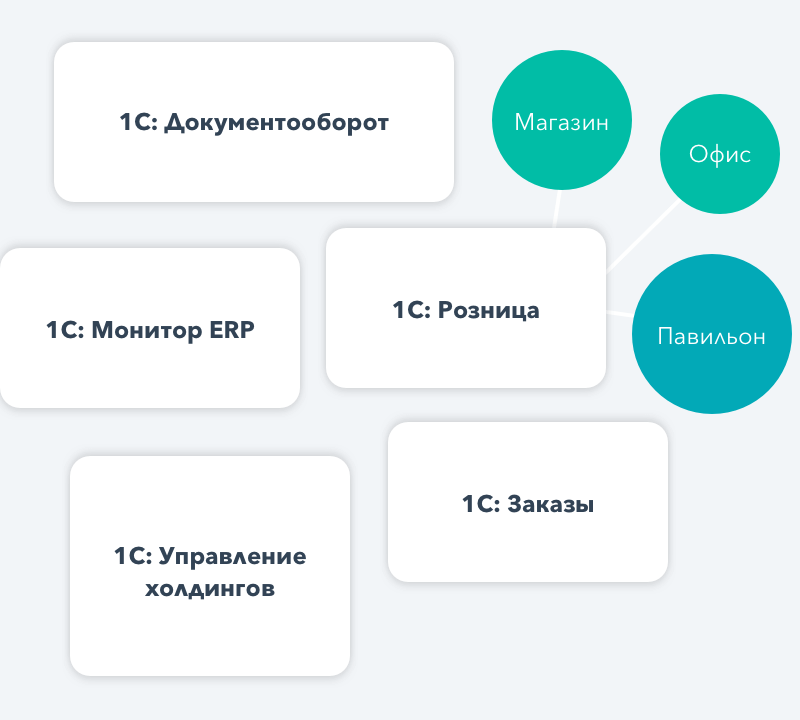 1С: Документооборот
Магазин
Офис
1С: Монитор ERP
1С: Розница
Павильон
1С: Заказы
1С: Управление
холдингов